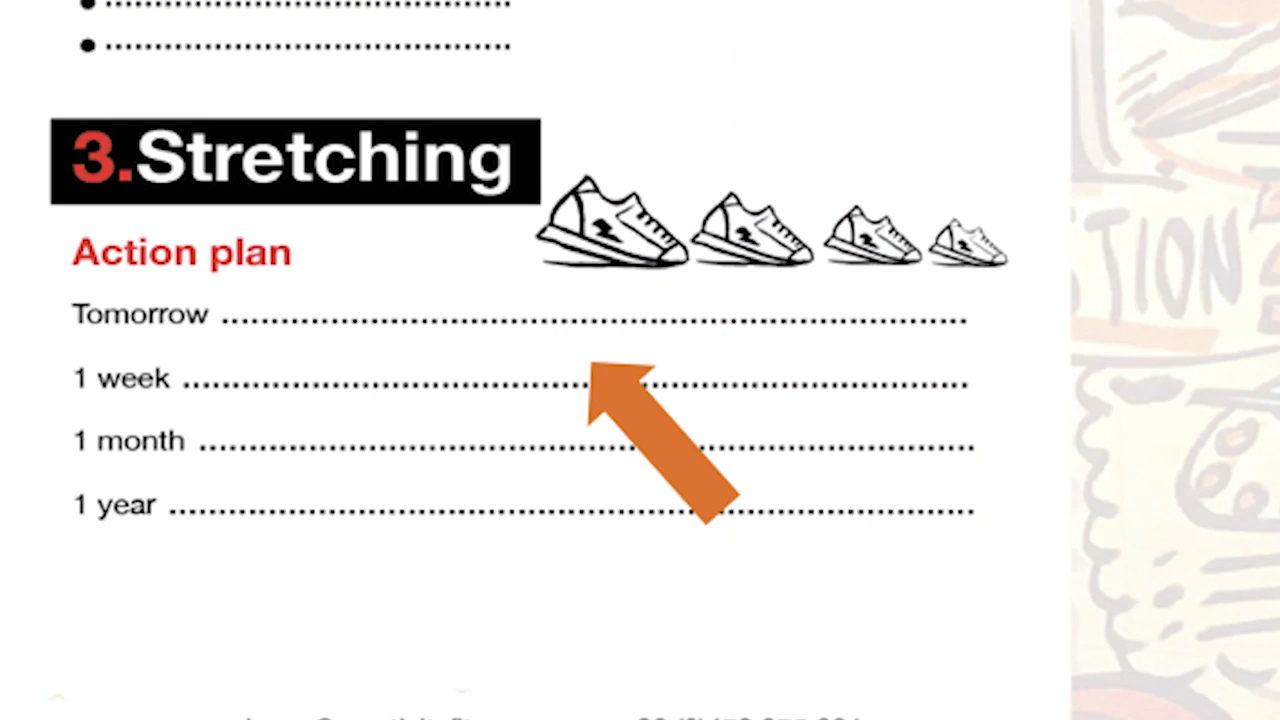 3.Stretching
Action plan
Tomorrow ........................................................................
1 week ........................................................................
1 month ........................................................................
1 year ........................................................................